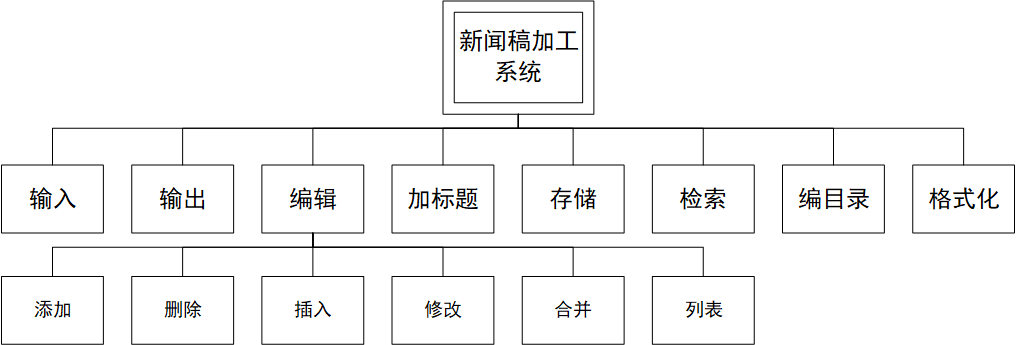 新闻稿加工
系统
输入
输出
编辑
加标题
存储
检索
编目录
格式化
添加
删除
插入
修改
合并
列表